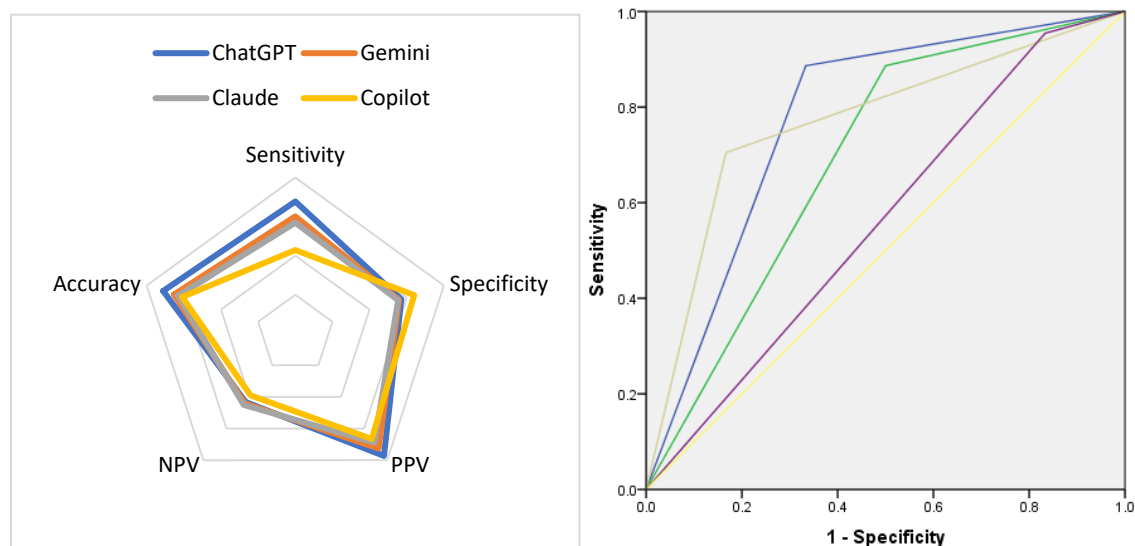 ChatGPT Gemini
Claude Copilot
Sensitivity
Accuracy
Specificity
NPV
PPV
1.0
0.8
0.6
0.4
0.2
0.0
Sensitivity
0.0 0.2 0.4 0.6 0.8 1.0
1 - Specificity